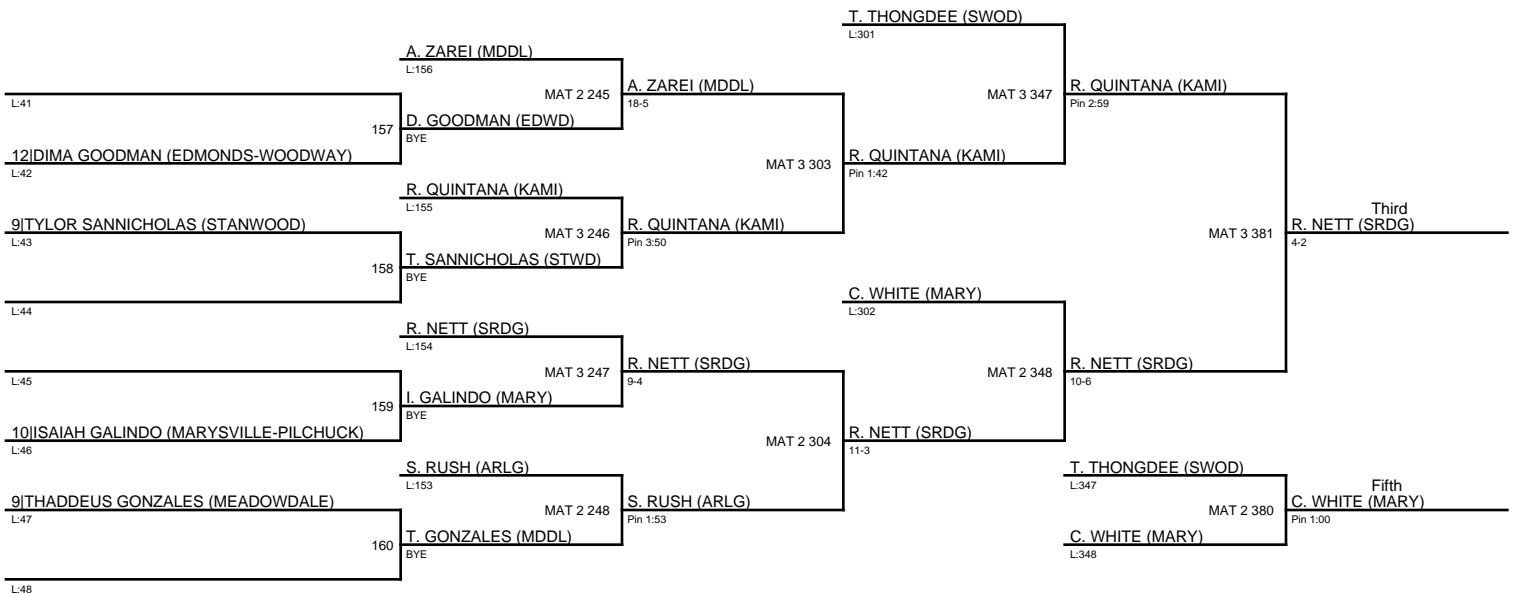 T. THONGDEE (SWOD)
L:301
A. ZAREI (MDDL)
L:156
MAT 2 245
A. ZAREI (MDDL)
18-5
MAT 3 347
R. QUINTANA (KAMI)
Pin 2:59
L:41
157
D. GOODMAN (EDWD)
BYE
12|DIMA GOODMAN (EDMONDS-WOODWAY)
L:42
MAT 3 303
R. QUINTANA (KAMI)
Pin 1:42
R. QUINTANA (KAMI)
L:155
9|TYLOR SANNICHOLAS (STANWOOD)
L:43
MAT 3 246
R. QUINTANA (KAMI)
Pin 3:50
MAT 3 381
Third
R. NETT (SRDG)
4-2
158
T. SANNICHOLAS (STWD)
BYE
L:44
C. WHITE (MARY)
L:302
R. NETT (SRDG)
L:154
L:45
MAT 3 247
R. NETT (SRDG)
9-4
MAT 2 348
R. NETT (SRDG)
10-6
159
I. GALINDO (MARY)
BYE
10|ISAIAH GALINDO (MARYSVILLE-PILCHUCK)
L:46
MAT 2 304
R. NETT (SRDG)
11-3
S. RUSH (ARLG)
L:153
T. THONGDEE (SWOD)
L:347
9|THADDEUS GONZALES (MEADOWDALE)
L:47
MAT 2 248
S. RUSH (ARLG)
Pin 1:53
MAT 2 380
Fifth
C. WHITE (MARY)
Pin 1:00
160
T. GONZALES (MDDL)
BYE
C. WHITE (MARY)
L:348
L:48